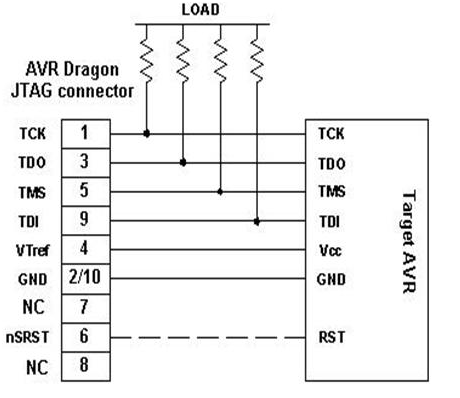 LOAD
AVR Dragon
JTAG connector
TCK 1 TCK
TDO 3 TDO
TMS 5 TMS
TDI 9 TDI
VTref 4 Vcc
GND 2/10 GND
NC 7
nSRST 6 RST
NC 8
Target AVR